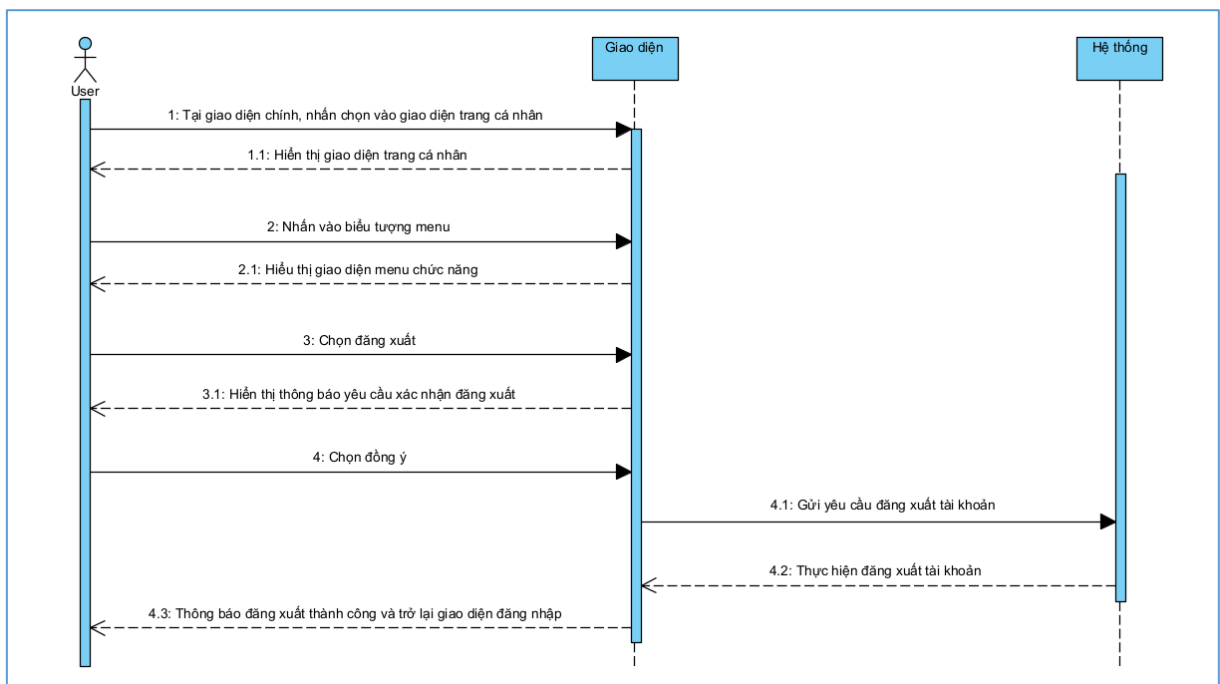 User
Giao diện
Hệ thống
1: Tại giao diện chính, nhấn chọn vào giao diện trang cá nhân
1.1: Hiển thị giao diện trang cá nhân
2: Nhấn vào biểu tượng menu
2.1: Hiểu thị giao diện menu chức năng
3: Chọn đăng xuất
3.1: Hiển thị thông báo yêu cầu xác nhận đăng xuất
4: Chọn đồng ý
4.1: Gửi yêu cầu đăng xuất tài khoản
4.2: Thực hiện đăng xuất tài khoản
4.3: Thông báo đăng xuất thành công và trở lại giao diện đăng nhập